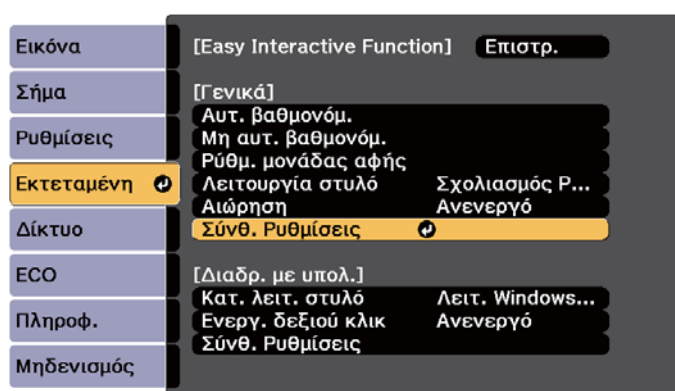 Εικόνα
Σήμα
Ρυθμίσεις
Εκτεταμένη
Δίκτυο
ECO
Πληροφ.
Μηδενισμός
[Easy Interactive Function] Επιστρ.
[Γενικά]
Αυτ. βαθμονόμ.
Μη αυτ. βαθμονόμ.
Ρύθμ. μονάδας αφής
Λειτουργία στυλό Σχολιασμός Ρ...
Αιώρηση Ανενεργό
Σύνθ. Ρυθμίσεις
[Διαδρ. με υπολ.]
Κατ. λειτ. στυλό Λειτ. Windows...
Ενεργ. δεξιού κλικ Ανενεργό
Σύνθ. Ρυθμίσεις